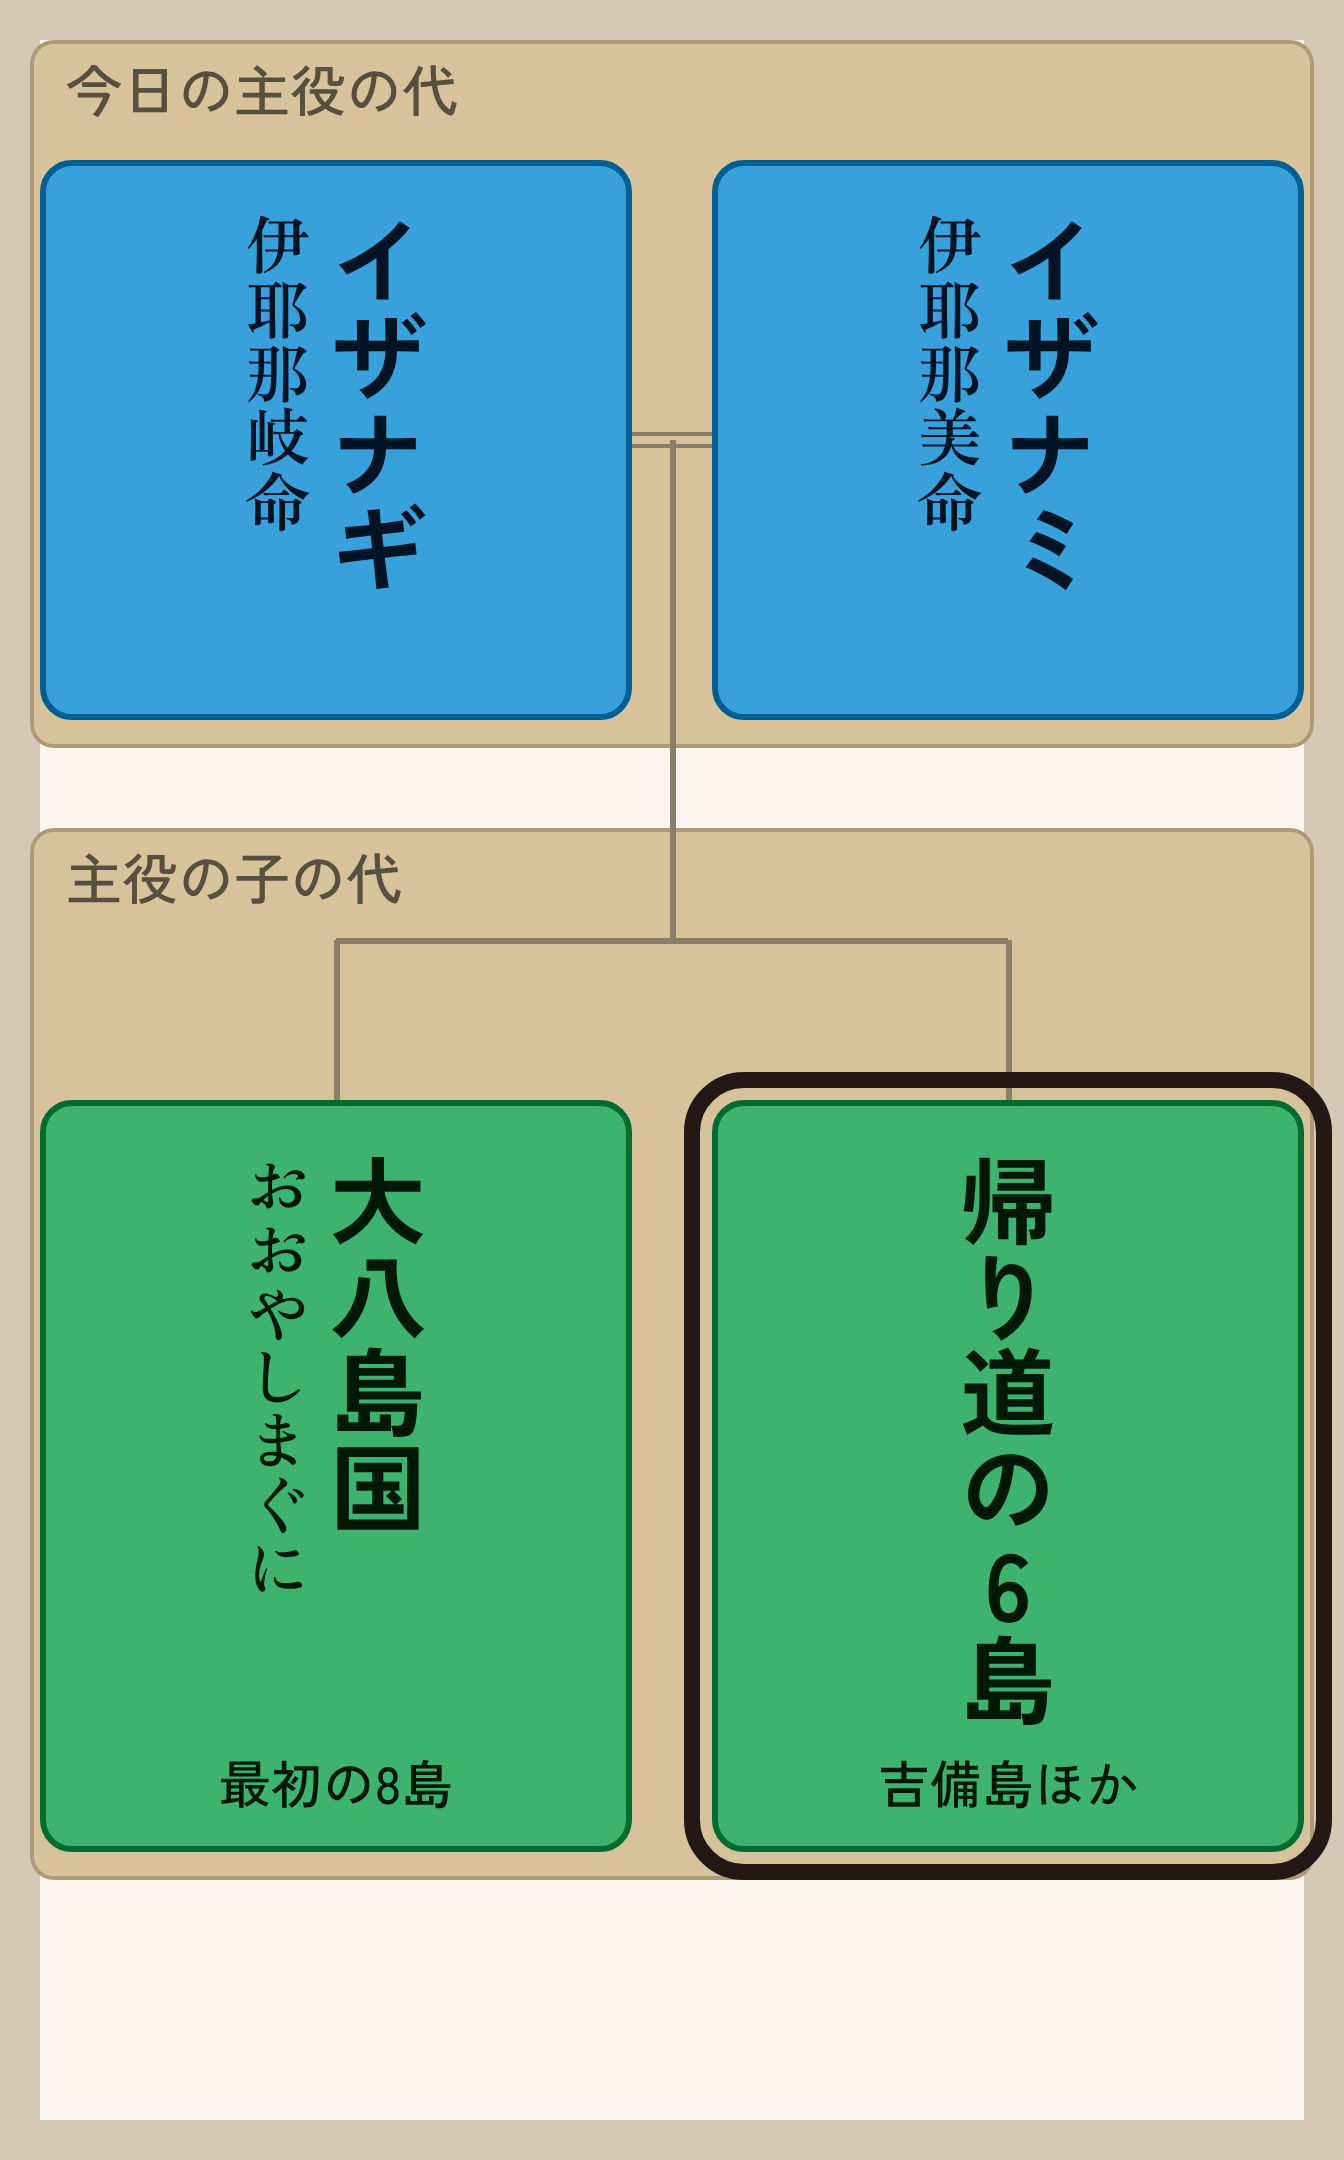 今日の主役の代
イザナギ
伊耶那岐命
イザナミ
伊耶那美命
主役の子の代
大八島国
おおやしまぐに
最初の8島
帰り道の6島
吉備島ほか